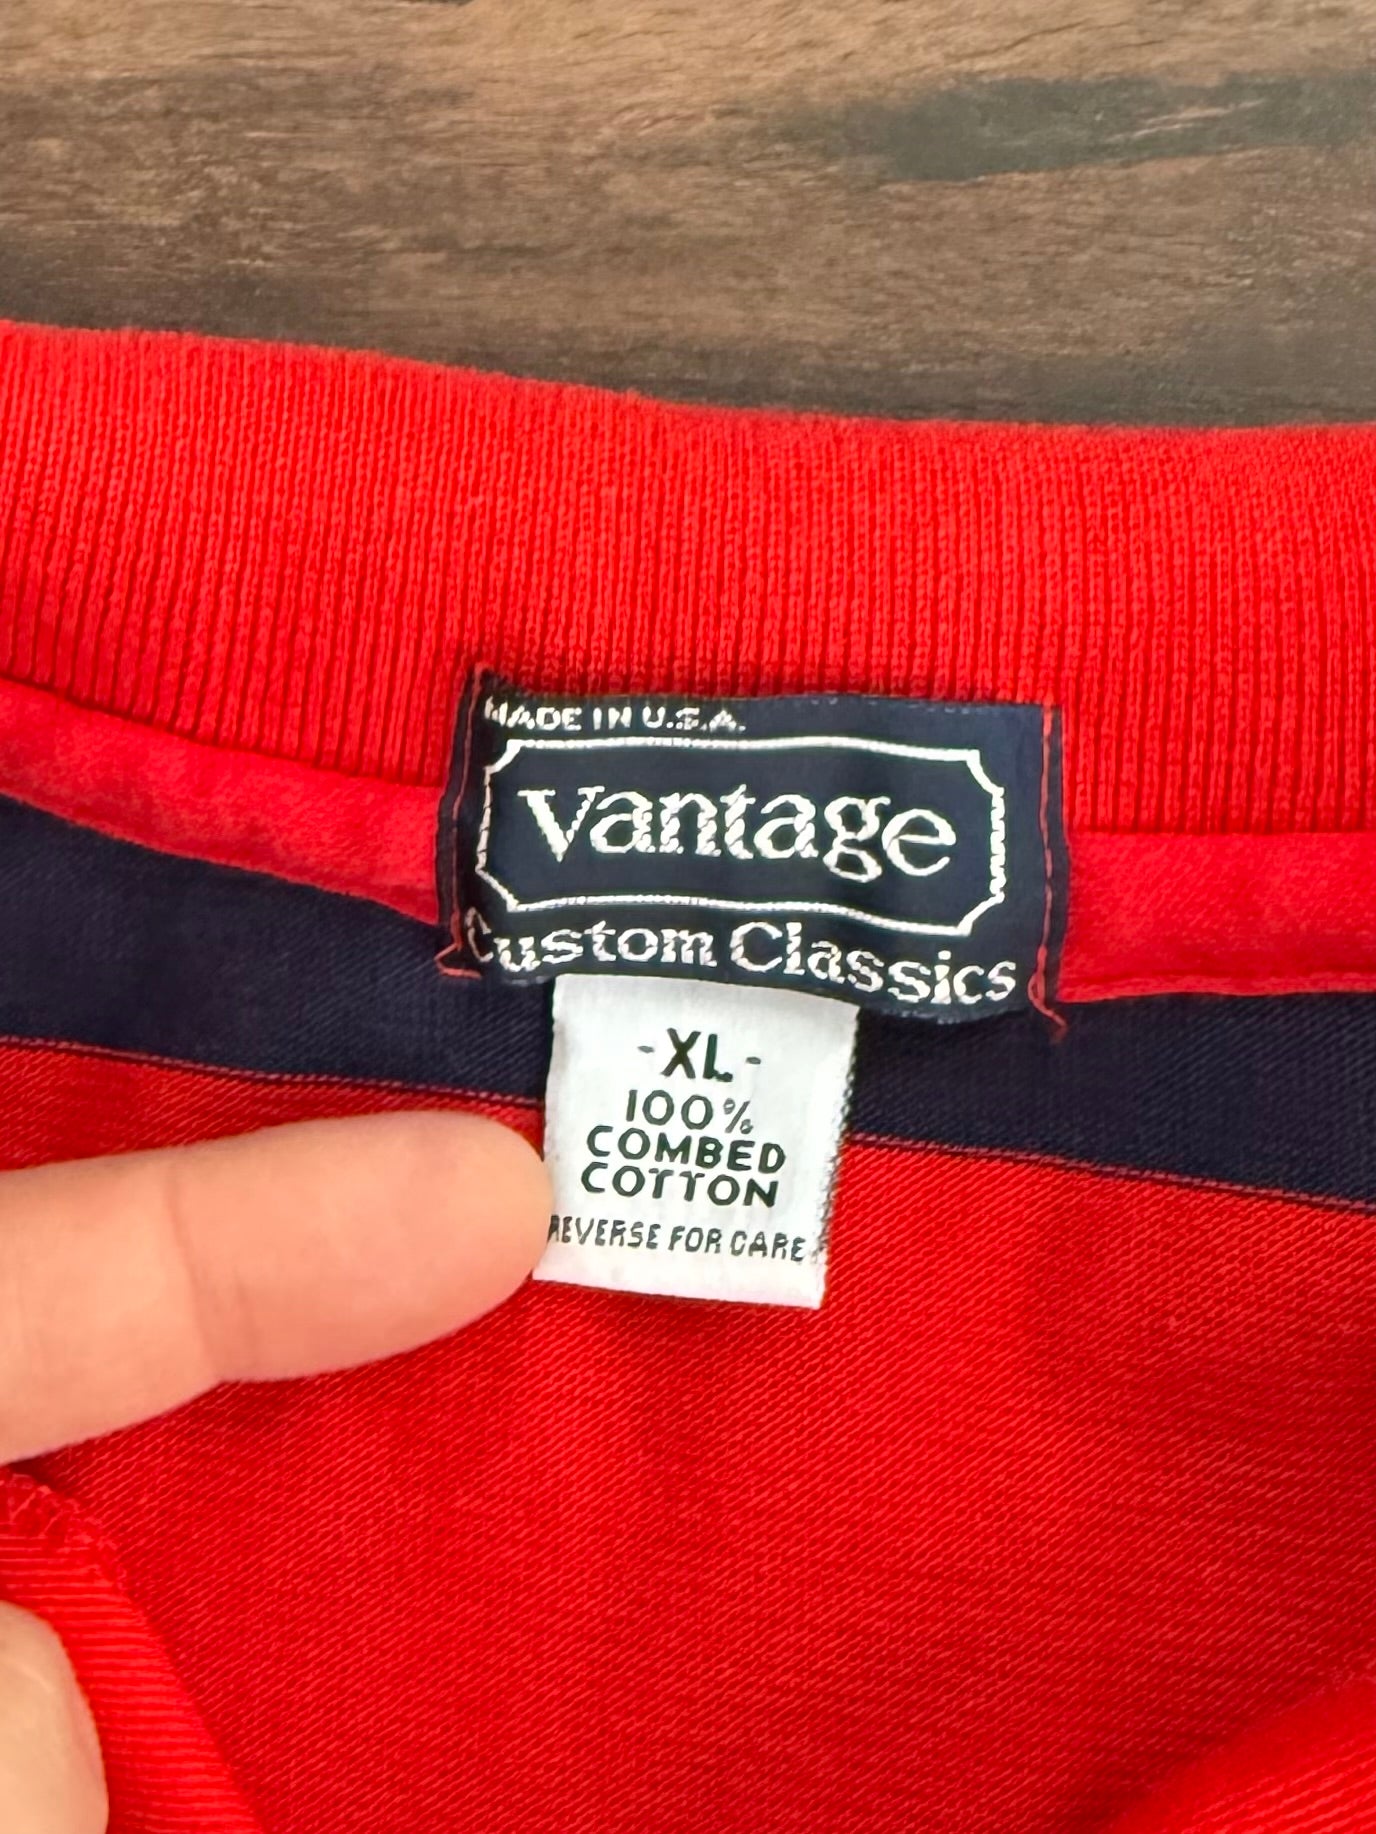 MADE IN U.S.A.
Vantage
Custom Classics
-XL-
100%
COMBED
COTTON
REVERSE FOR CARE